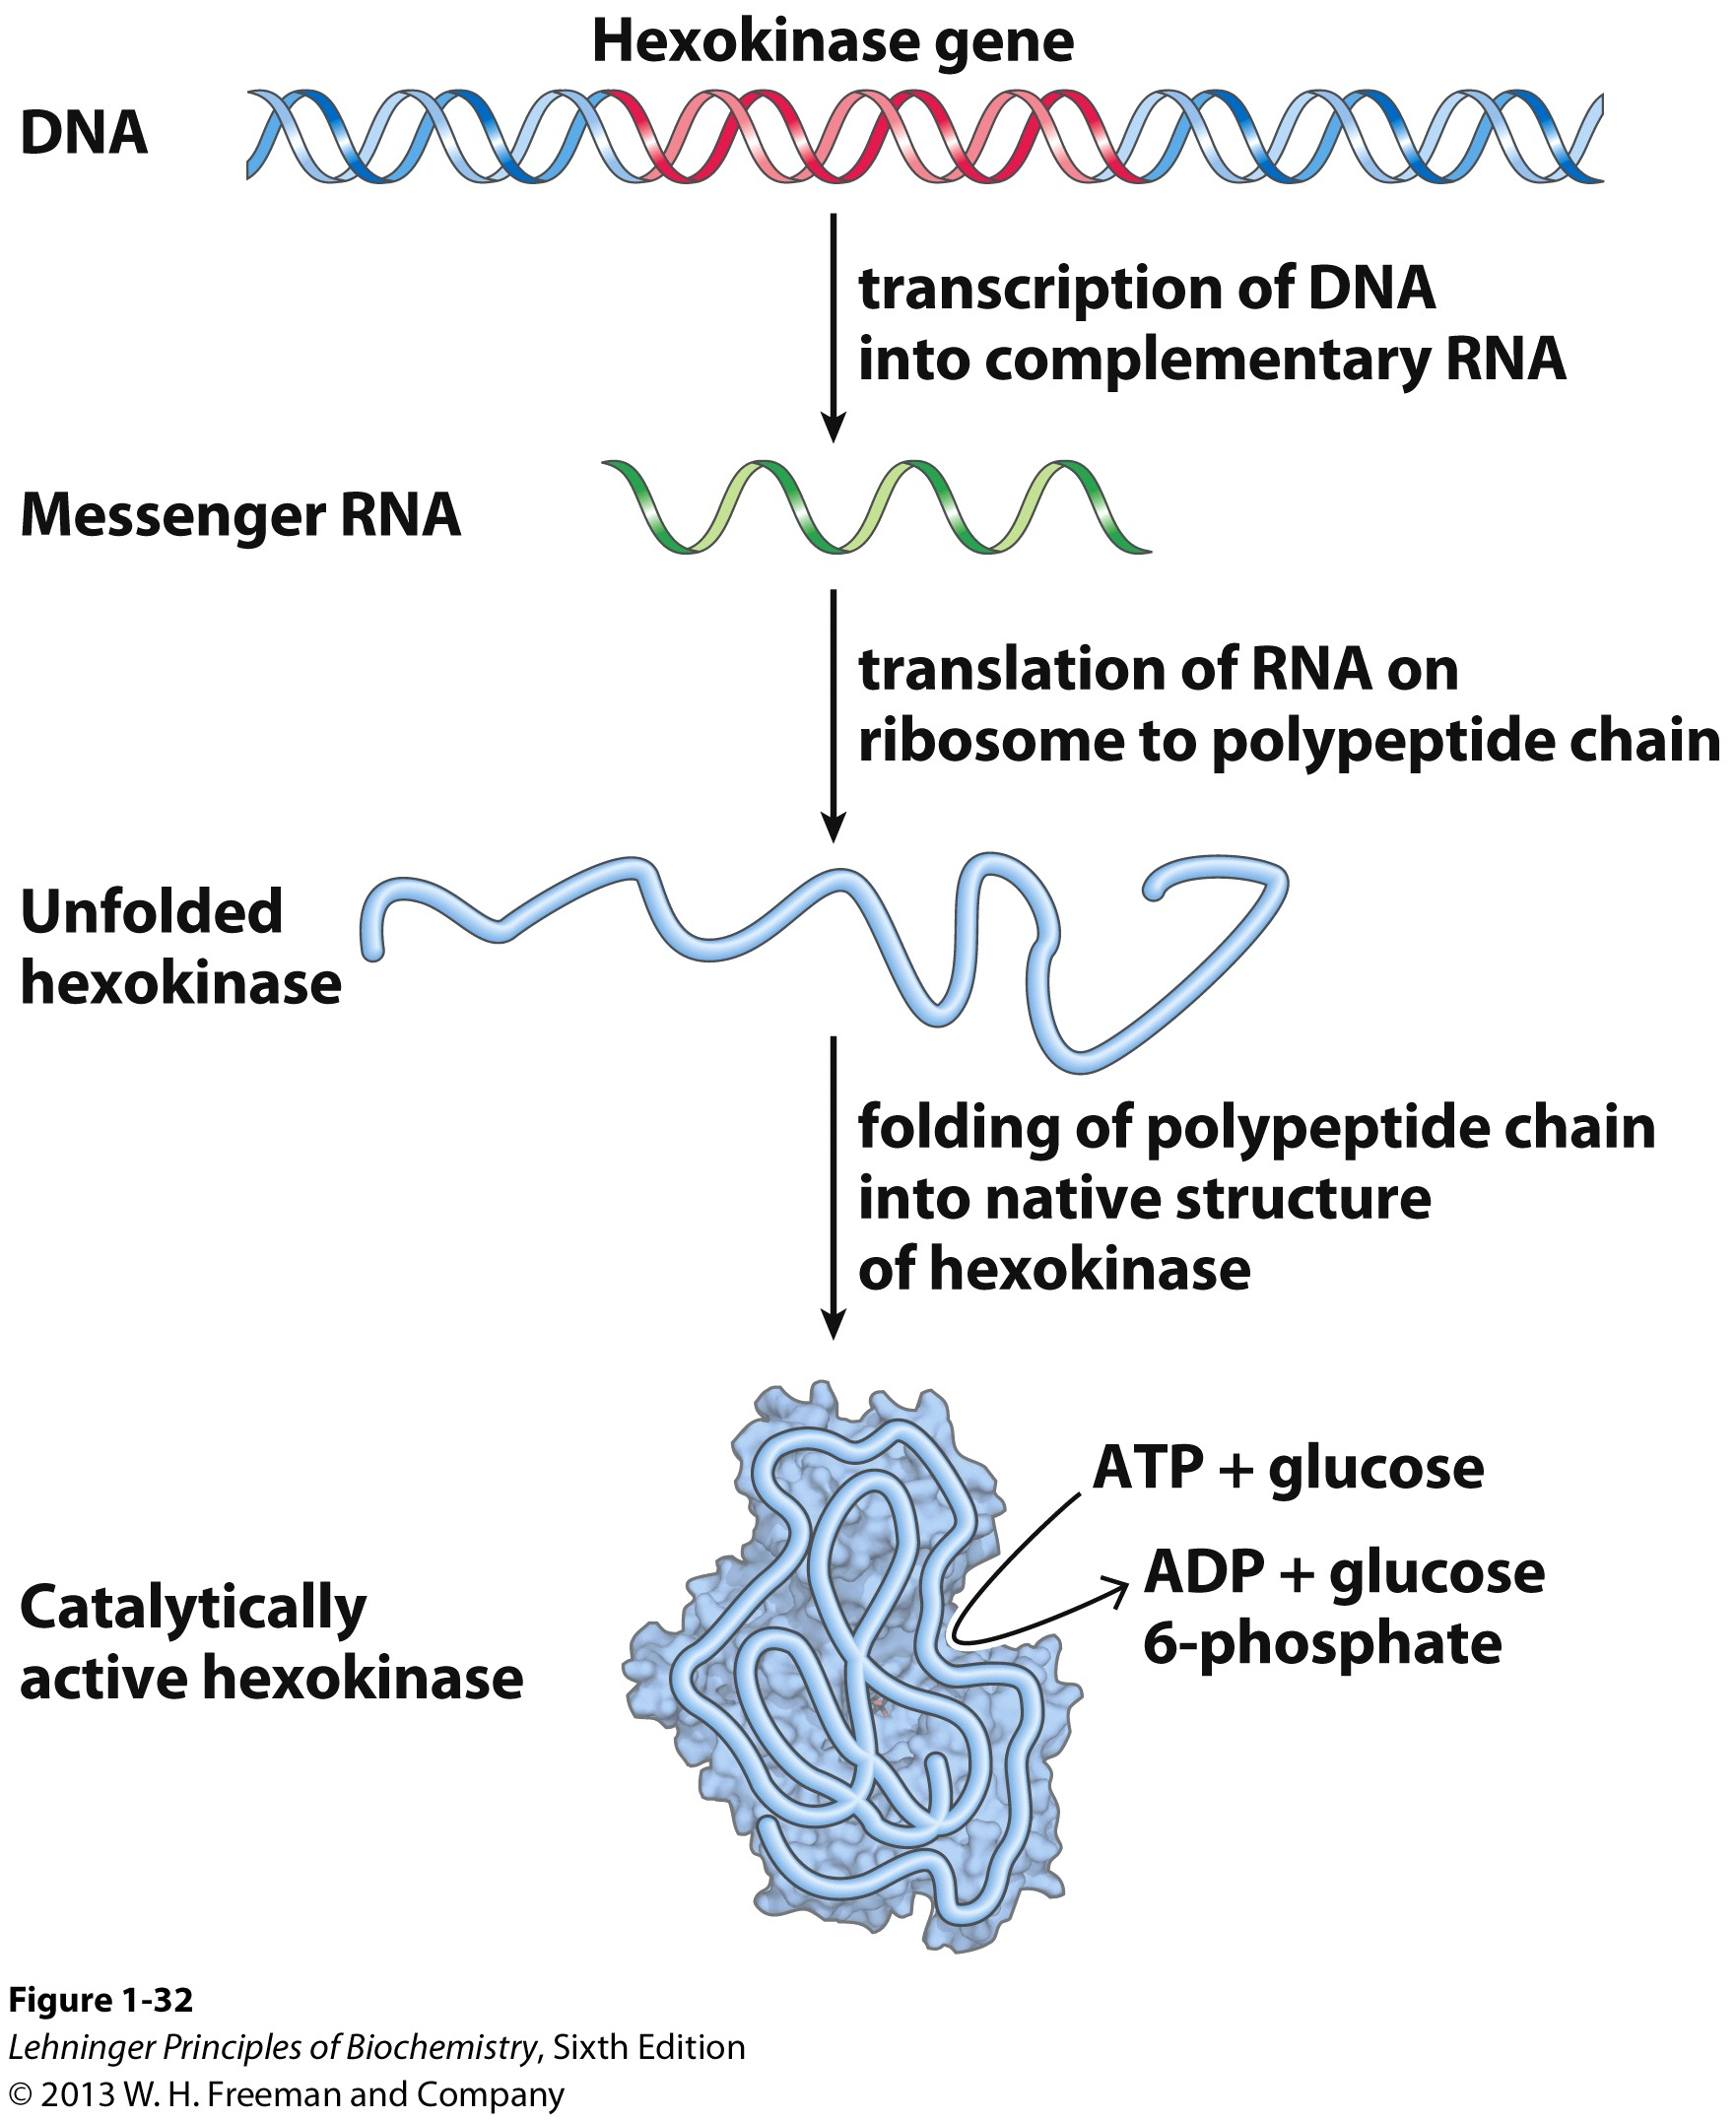 Hexokinase gene
DNA
transcription of DNA
into complementary RNA
Messenger RNA
translation of RNA on
ribosome to polypeptide chain
Unfolded
hexokinase
folding of polypeptide chain
into native structure
of hexokinase
ATP + glucose
ADP + glucose
6-phosphate
Catalytically
active hexokinase
Figure 1-32
Lehninger Principles of Biochemistry, Sixth Edition
© 2013 W. H. Freeman and Company